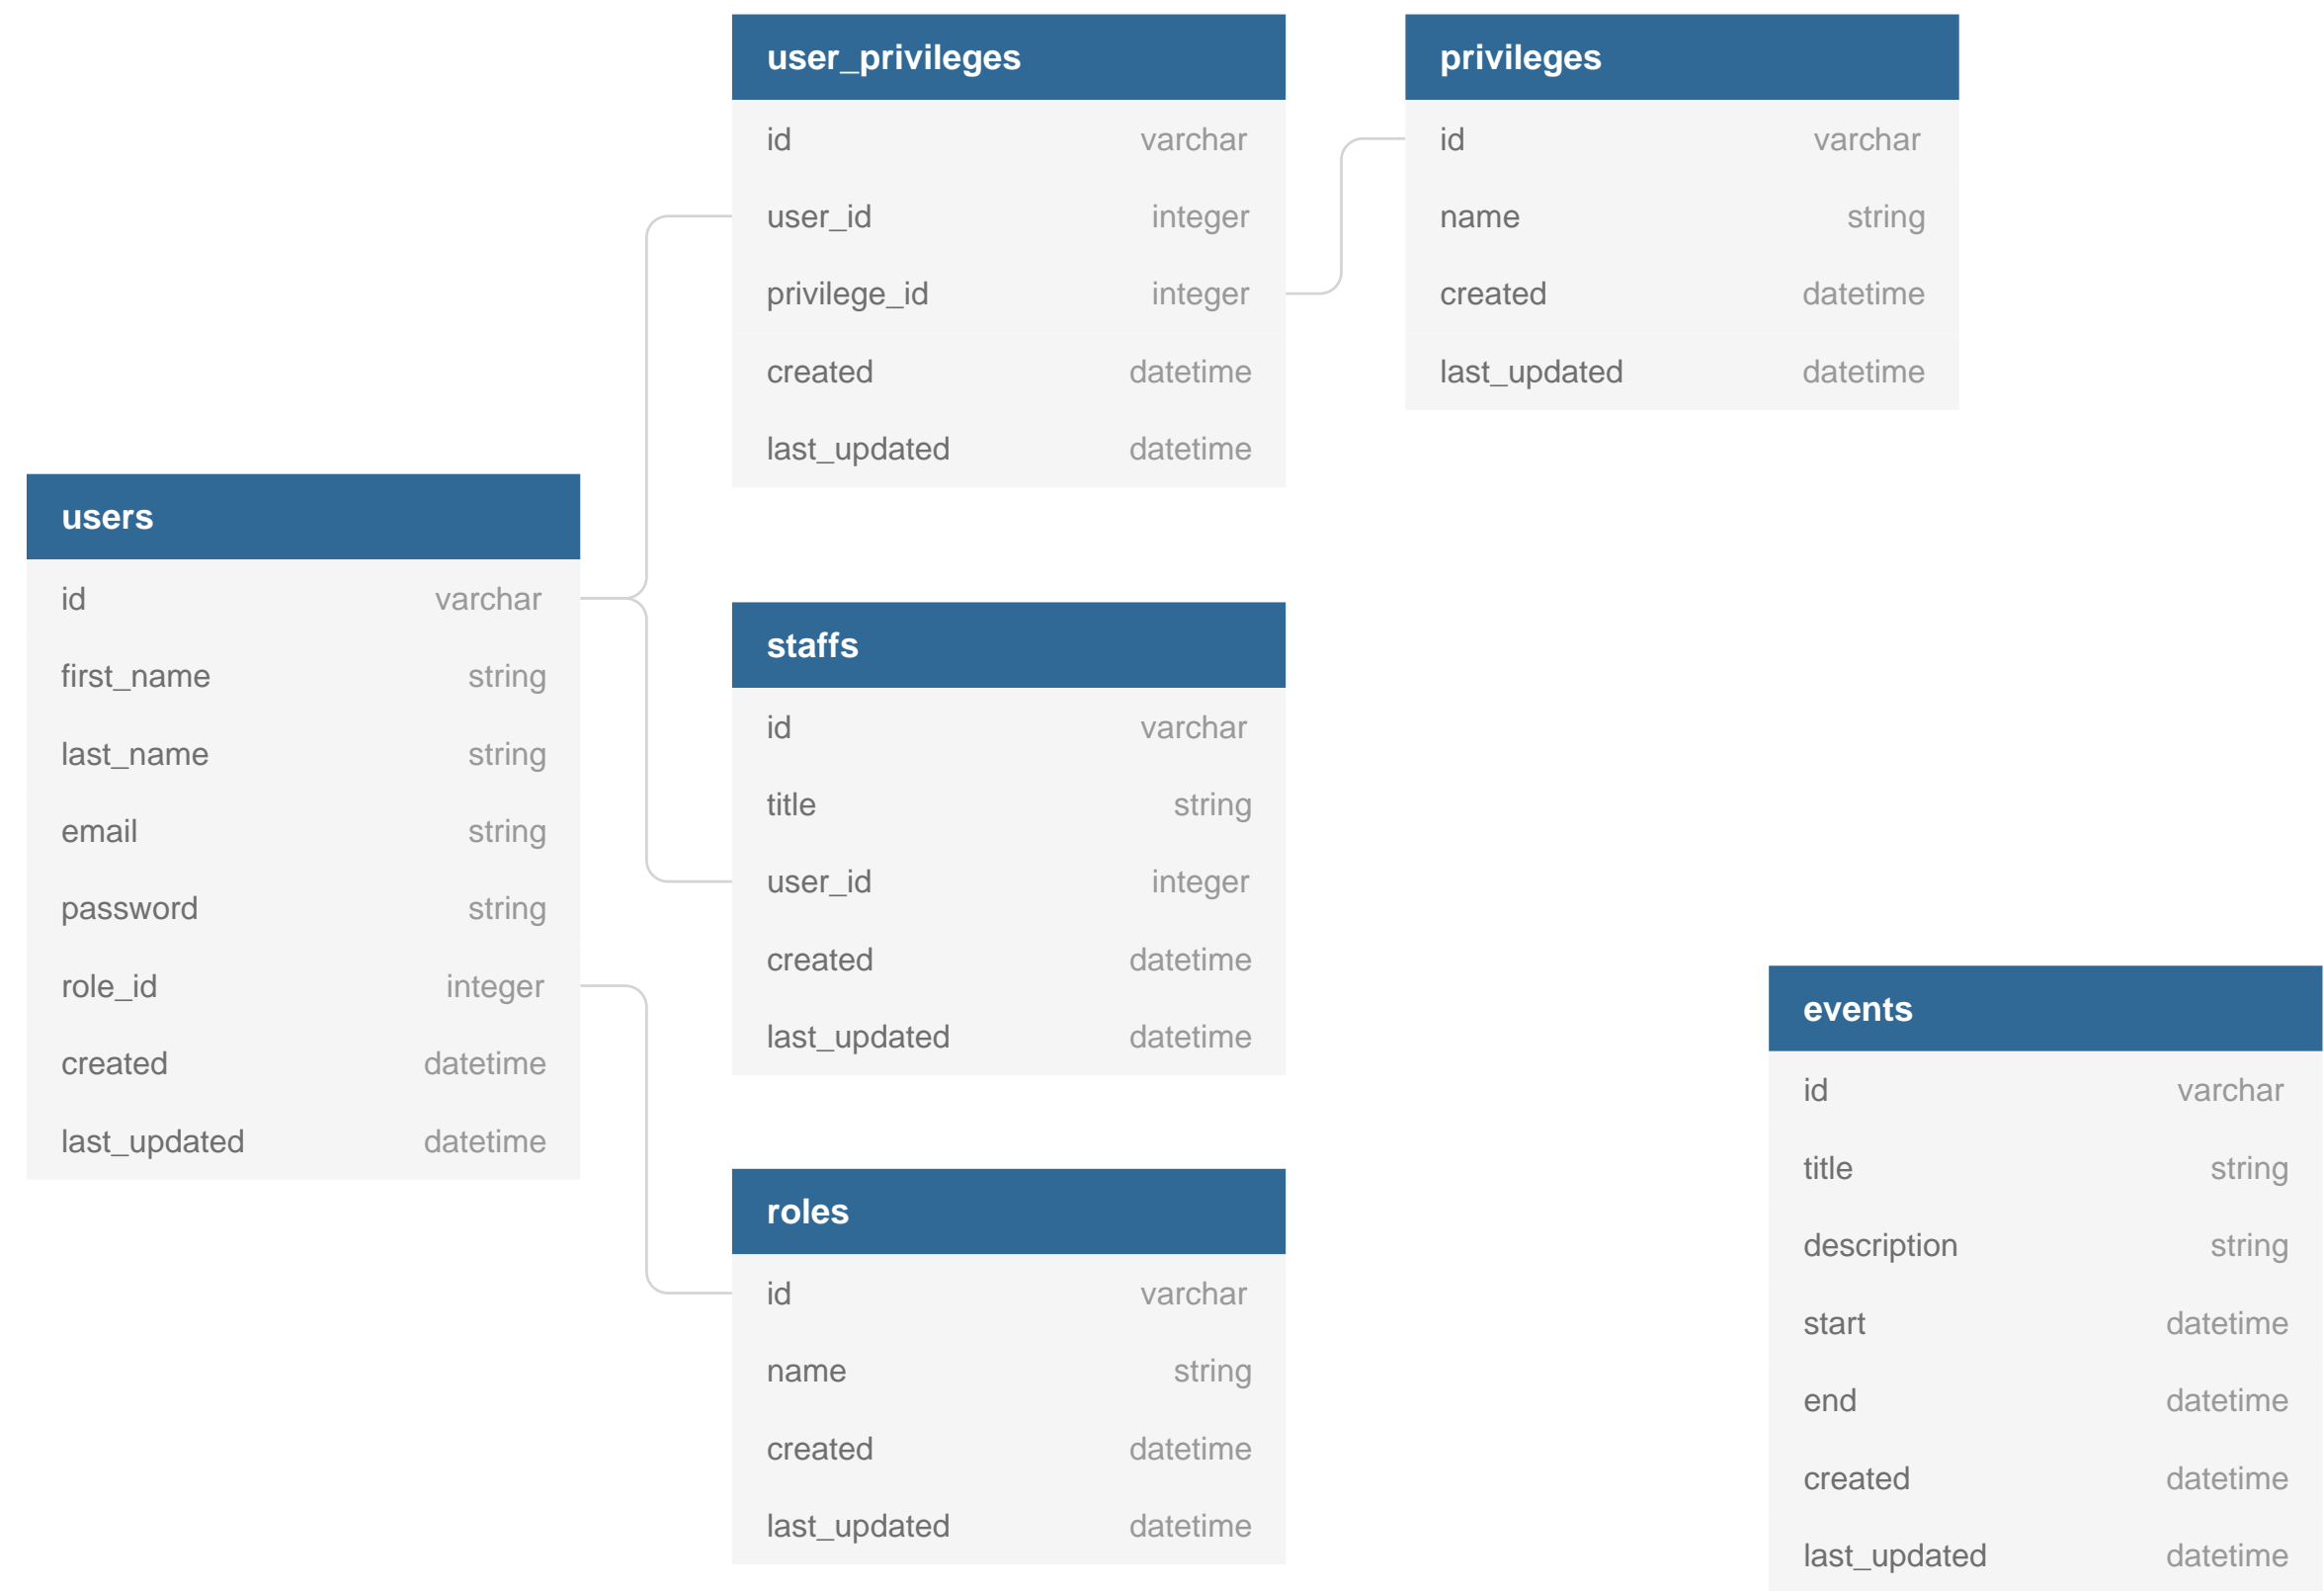 user_privileges
id varchar
user_id integer
privilege_id integer
created datetime
last_updated datetime
privileges
id varchar
name string
created datetime
last_updated datetime
users
id varchar
first_name string
last_name string
email string
password string
role_id integer
created datetime
last_updated datetime
staffs
id varchar
title string
user_id integer
created datetime
last_updated datetime
roles
id varchar
name string
created datetime
last_updated datetime
events
id varchar
title string
description string
start datetime
end datetime
created datetime
last_updated datetime